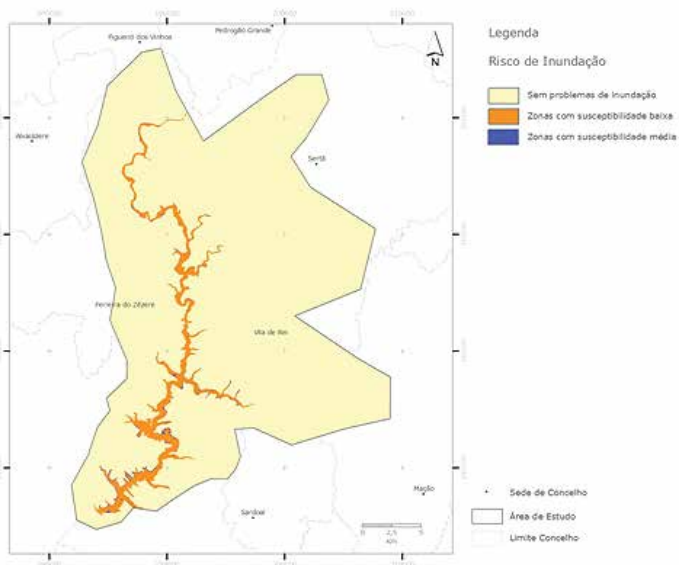 Figueiró dos Vinhos
Pedrogão Grande
N
Alvaiázere
Sertã
Ferreira do Zêzere
Vila de Rei
Mação
Sardoal
0 2,5 5
Legenda
Risco de Inundação
Sem problemas de inundação
Zonas com susceptibilidade baixa
Zonas com susceptibilidade média
Sede de Concelho
Área de Estudo
Limite Concelho